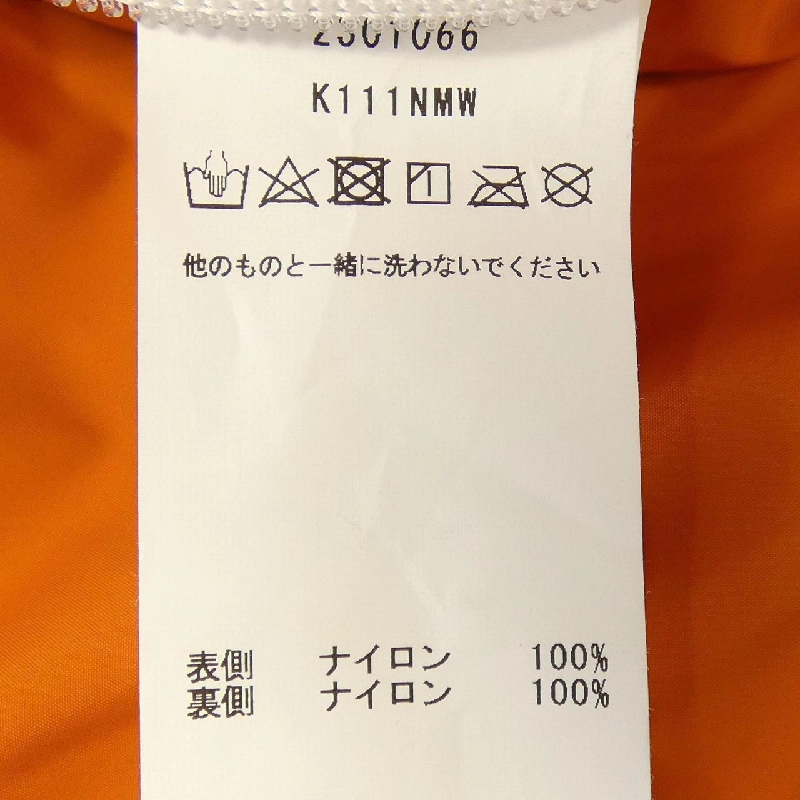 2301066
K111NMW
他のものと一緒に洗わないでください
表側 ナイロン 100%
裏側 ナイロン 100%